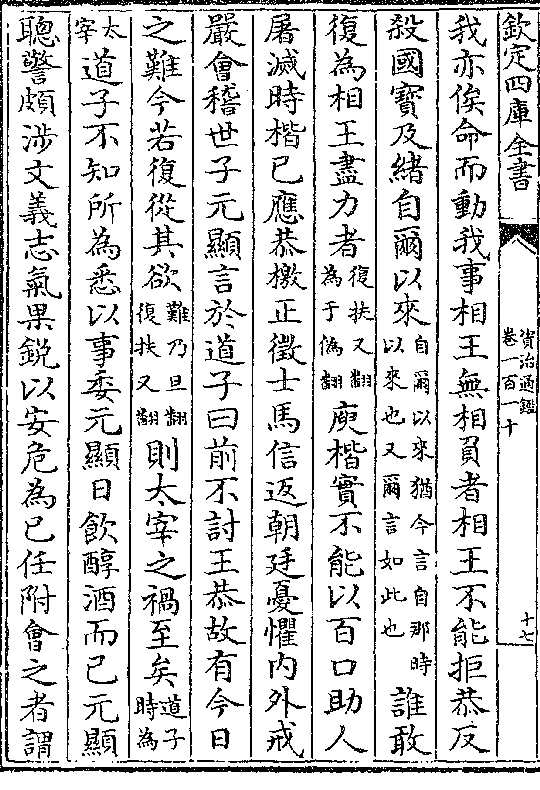 欽定四庫全書
資治通鑑
卷一百一十
十七
我亦俟命而動我事相王無相負者相王不能拒恭反
殺國寶及緒自爾以來自爾以來猶今言自那時以來也又爾言如此也誰敢
復為相王盡力者復扶又翻為于偽翻庾楷實不能以百口助人
屠滅時楷已應恭檄正徵士馬信返朝廷憂懼内外戒
嚴會稽世子元顯言於道子曰前不討王恭故有今日
之難今若復從其欲難乃旦翻復扶又翻則太宰之禍至矣道子時為
太宰道子不知所為悉以事委元顯日飲醇酒而已元顯
聰警頗涉文義志氣果鋭以安危為已任附會之者謂